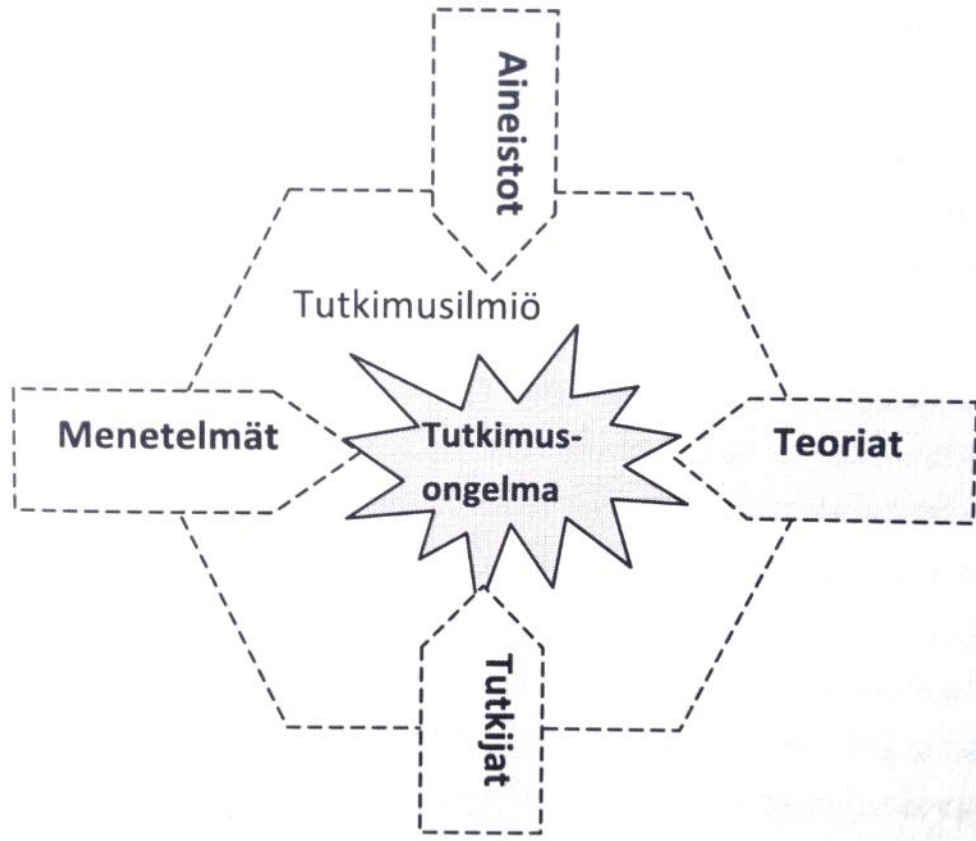 Aineistot
Tutkimusilmiö
Menetelmät
Tutkimus-
ongelma
Teoriat
Tutkijat